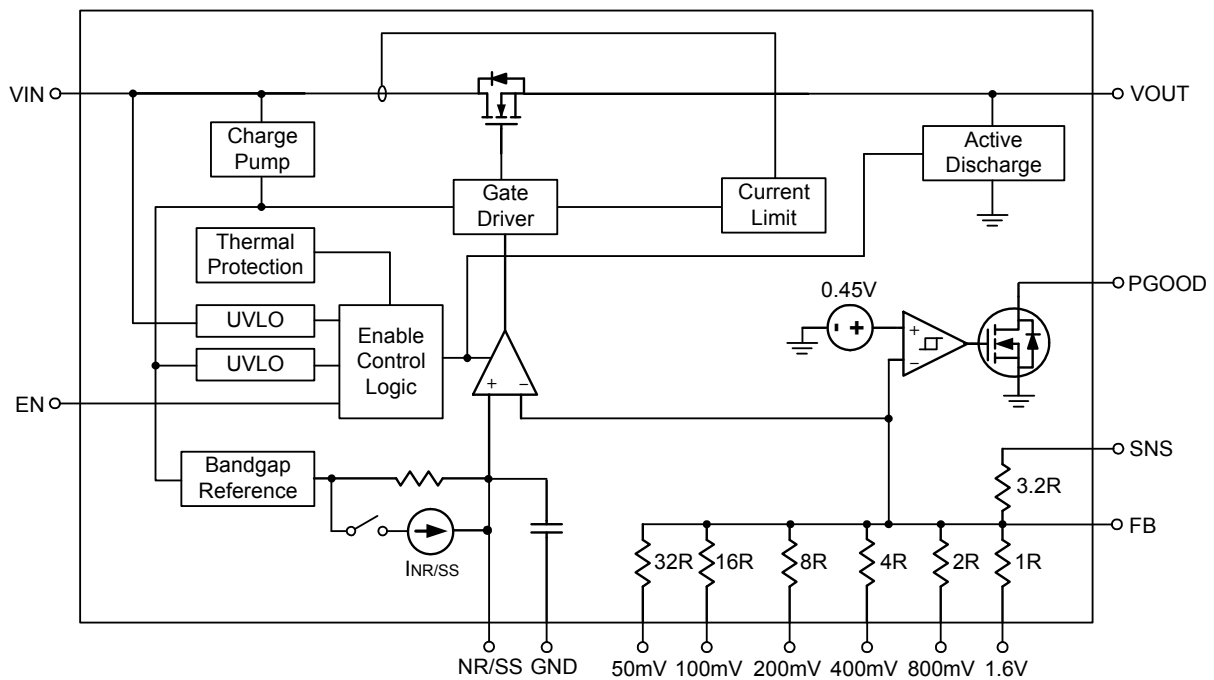 VIN
VOUT
Charge
Pump
Active
Discharge
Gate
Driver
Current
Limit
Thermal
Protection
PGOOD
0.45V
- +
+
−
UVLO
Enable
Control
Logic
UVLO
+ −
EN
SNS
Bandgap
Reference
3.2R
FB
INR/SS
32R 16R 8R 4R 2R 1R
NR/SS GND 50mV 100mV 200mV 400mV 800mV 1.6V